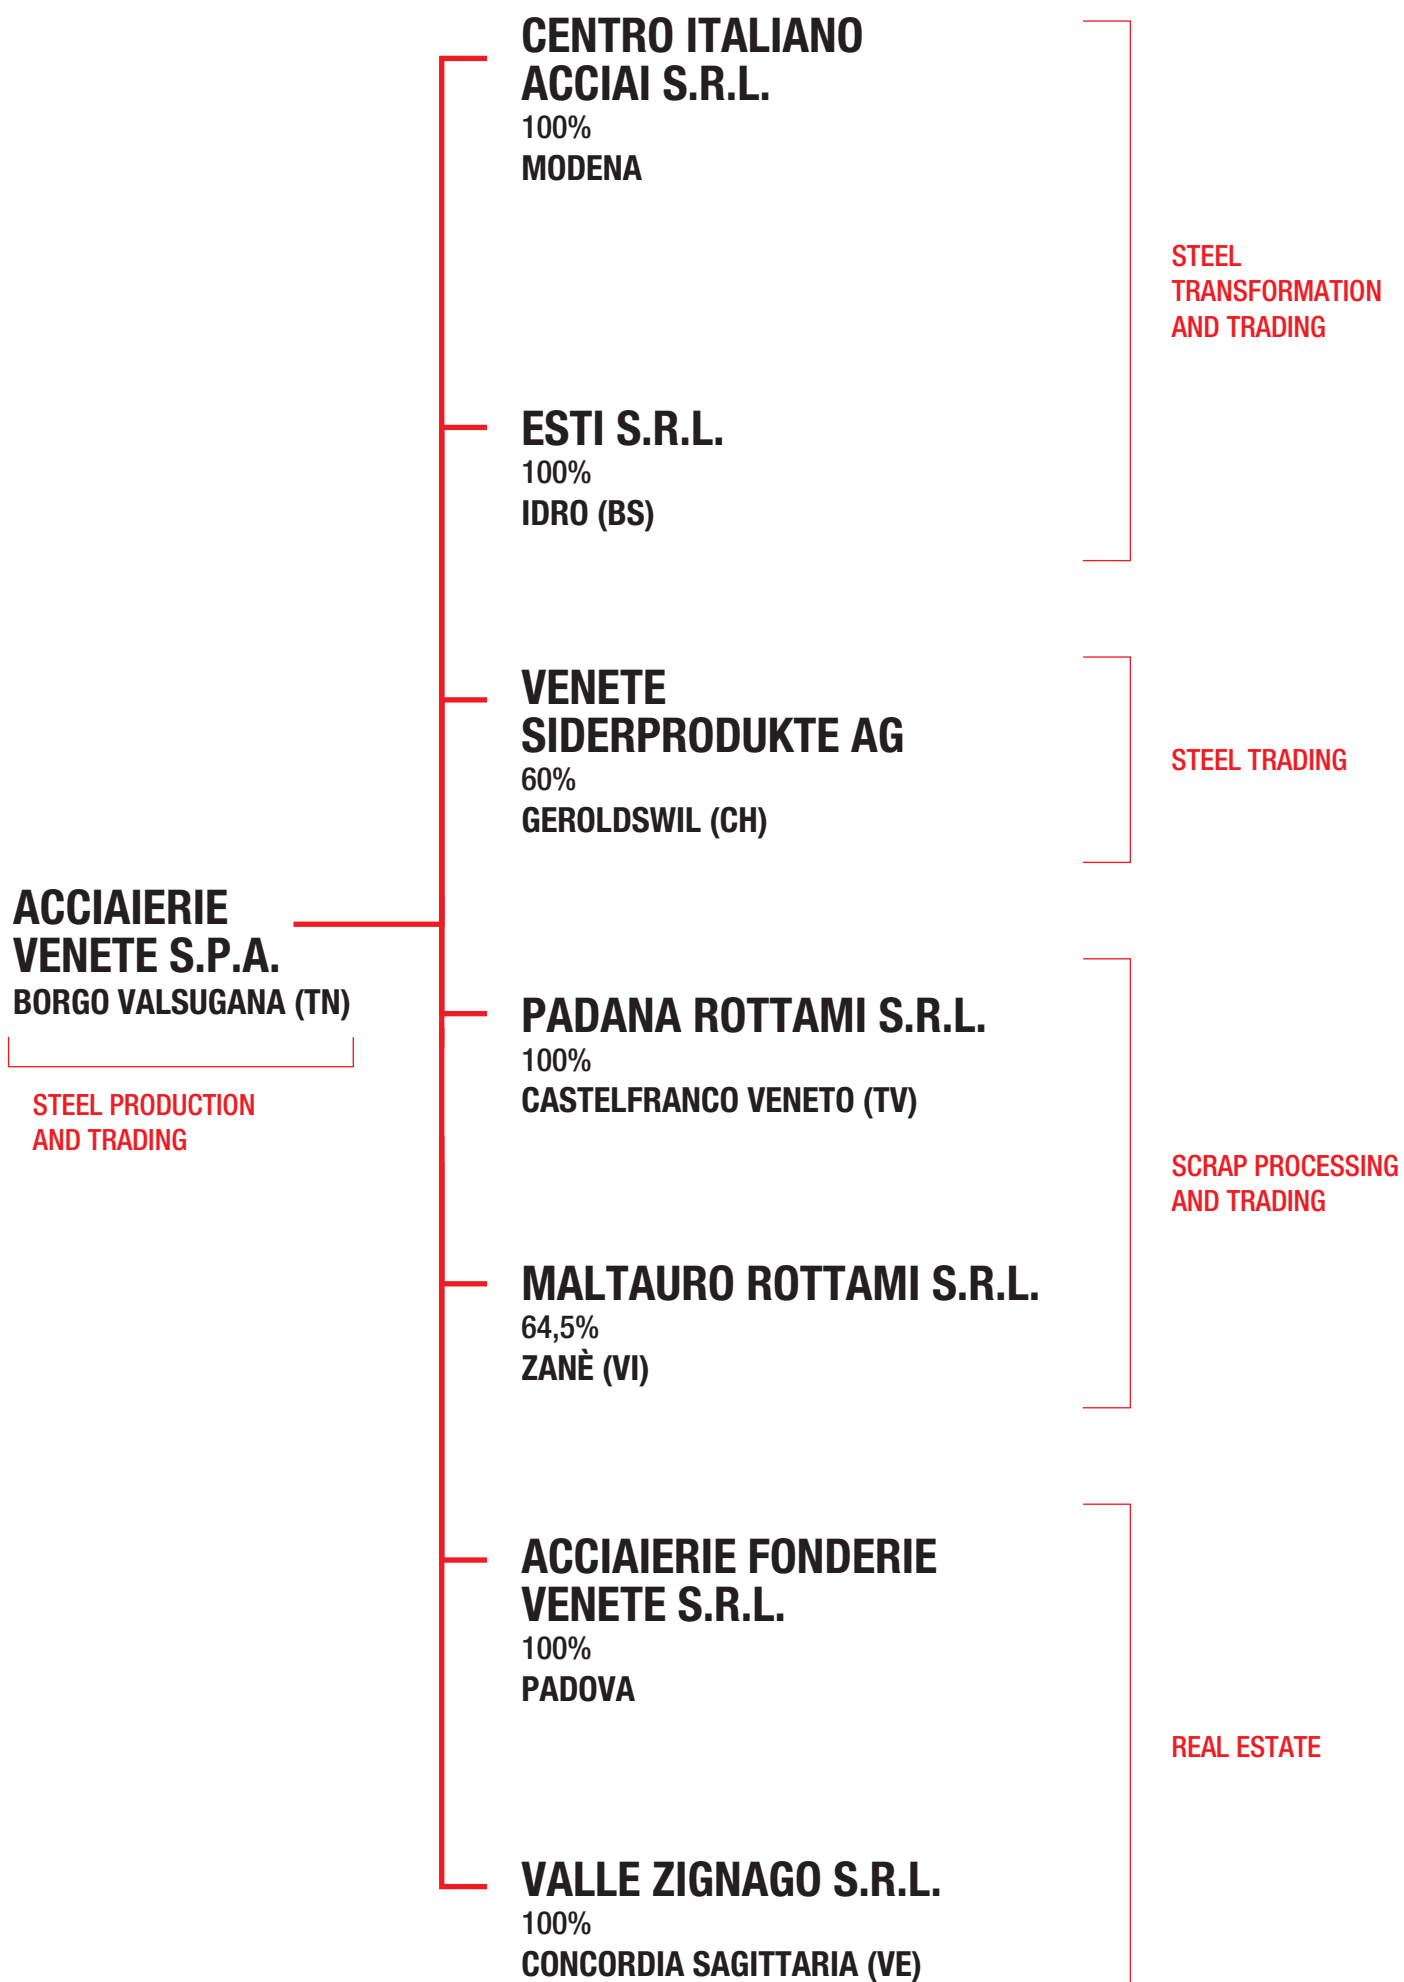 ACCIAIERIE
VENETE S.P.A.
BORGO VALSUGANA (TN)
STEEL PRODUCTION
AND TRADING
CENTRO ITALIANO
ACCIAI S.R.L.
100%
MODENA
ESTI S.R.L.
100%
IDRO (BS)
STEEL
TRANSFORMATION
AND TRADING
VENETE
SIDERPRODUKTE AG
60%
GEROLDSWIL (CH)
STEEL TRADING
PADANA ROTTAMI S.R.L.
100%
CASTELFRANCO VENETO (TV)
MALTAURO ROTTAMI S.R.L.
64,5%
ZANÈ (VI)
SCRAP PROCESSING
AND TRADING
ACCIAIERIE FONDERIE
VENETE S.R.L.
100%
PADOVA
VALLE ZIGNAGO S.R.L.
100%
CONCORDIA SAGITTARIA (VE)
REAL ESTATE